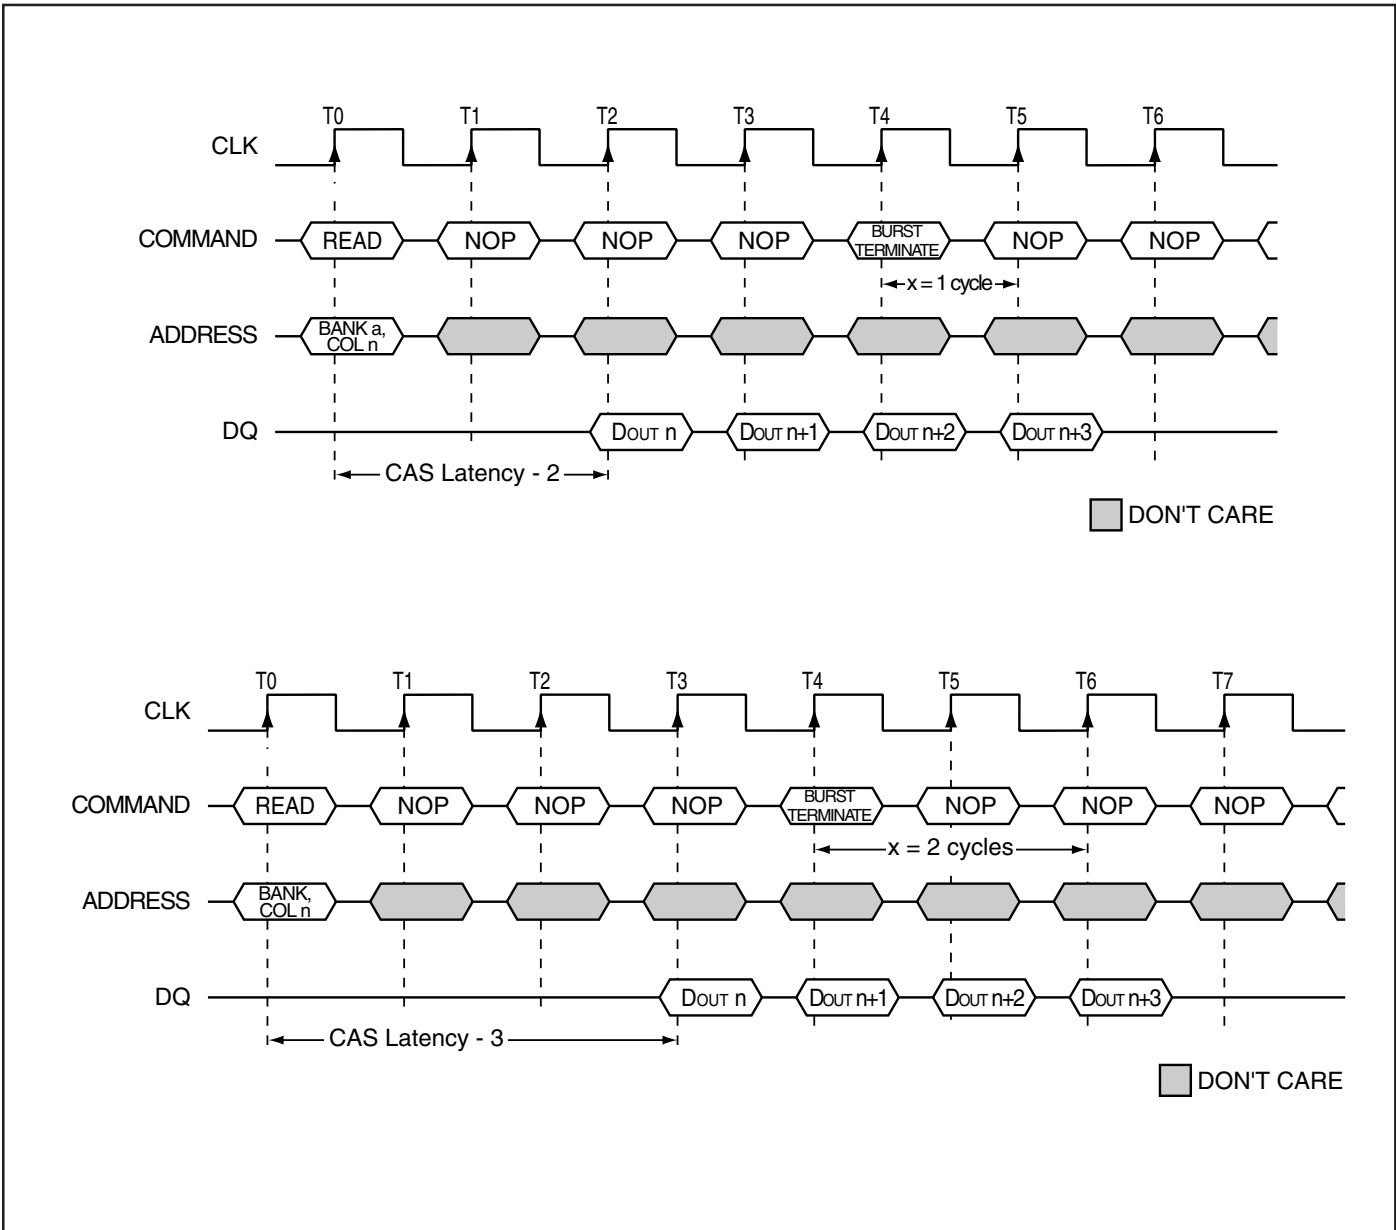 T0 T1 T2 T3 T4 T5 T6
CLK
COMMAND READ NOP NOP NOP BURST TERMINATE NOP NOP
x = 1 cycle
ADDRESS BANK a, COL n
DQ DOUT n DOUT n+1 DOUT n+2 DOUT n+3
CAS Latency - 2
DON'T CARE
T0 T1 T2 T3 T4 T5 T6 T7
CLK
COMMAND READ NOP NOP NOP BURST TERMINATE NOP NOP NOP
x = 2 cycles
ADDRESS BANK, COL n
DQ DOUT n DOUT n+1 DOUT n+2 DOUT n+3
CAS Latency - 3
DON'T CARE